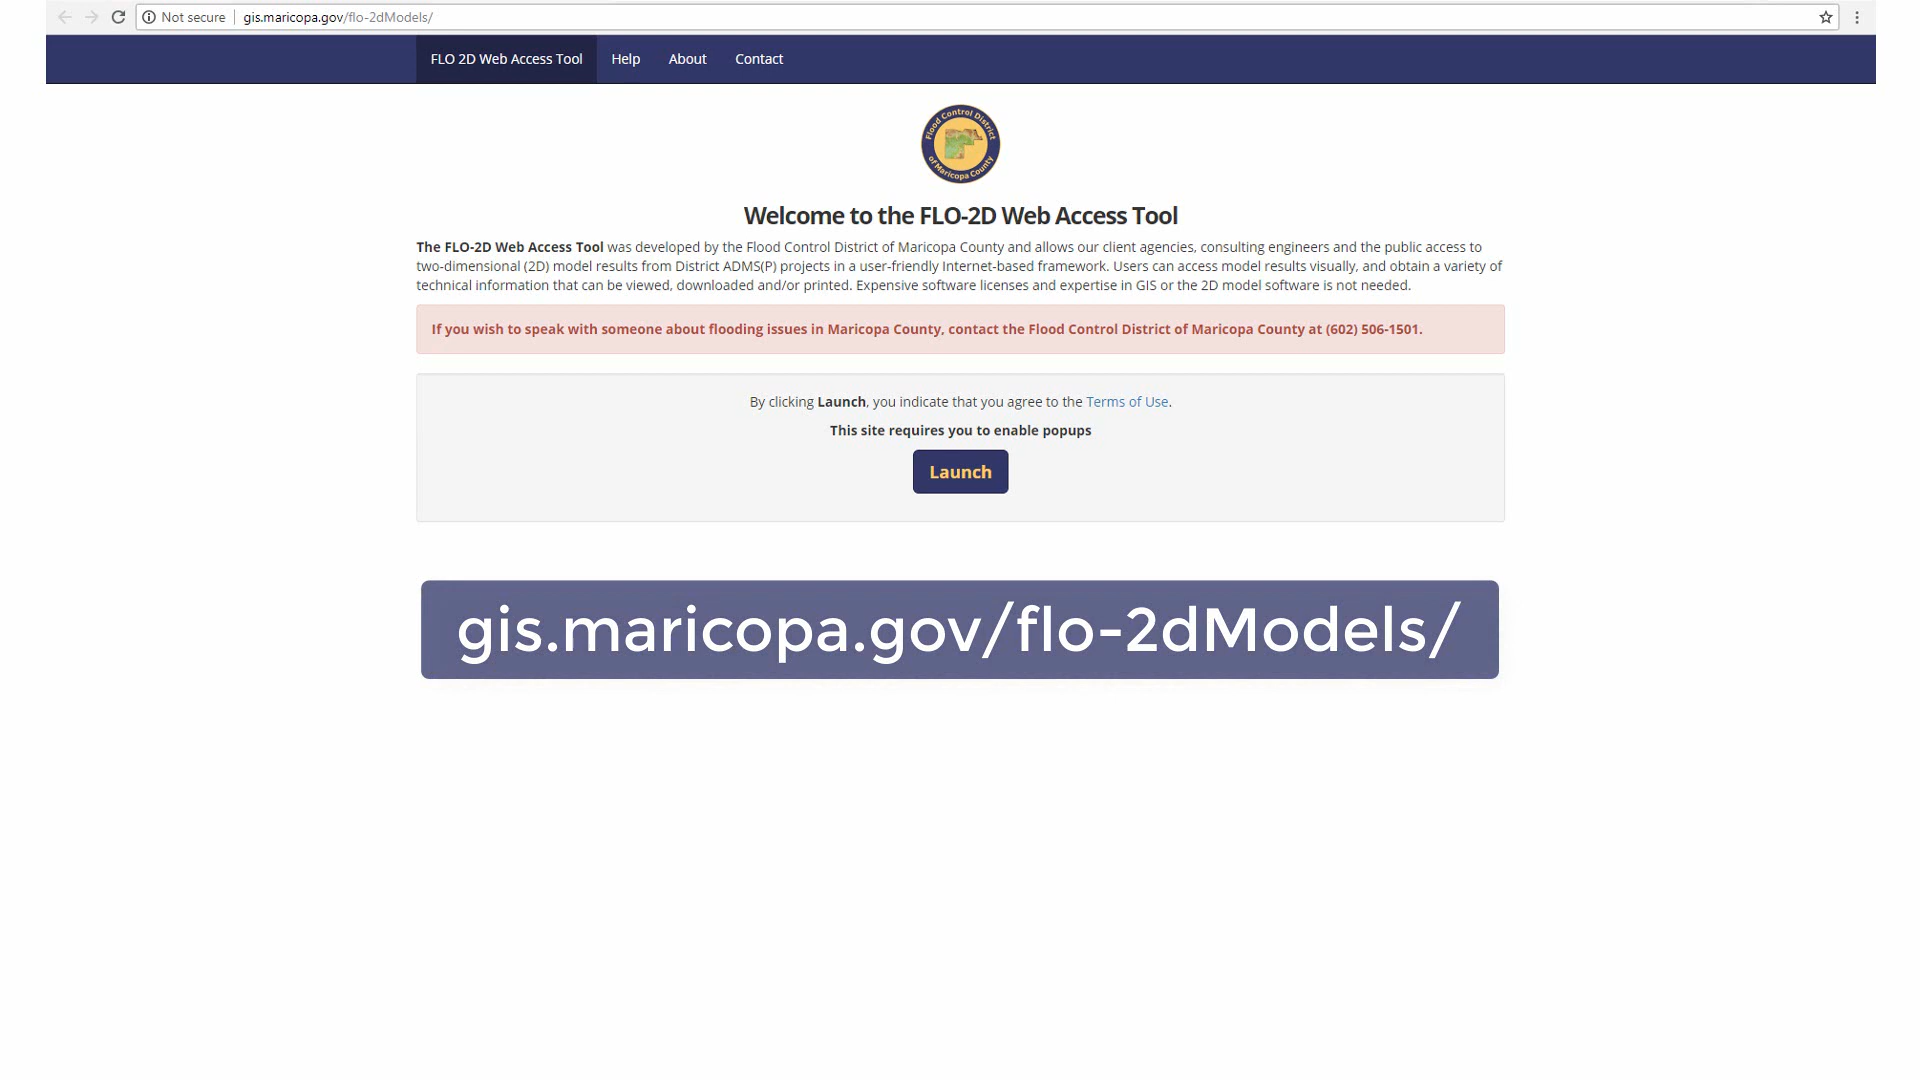 Not secure | gis.maricopa.gov/flo-2dModels/
FLO 2D Web Access Tool Help About Contact
Flood Control District
of Maricopa County
Welcome to the FLO-2D Web Access Tool
The FLO-2D Web Access Tool was developed by the Flood Control District of Maricopa County and allows our client agencies, consulting engineers and the public access to
two-dimensional (2D) model results from District ADMS(P) projects in a user-friendly Internet-based framework. Users can access model results visually, and obtain a variety of
technical information that can be viewed, downloaded and/or printed. Expensive software licenses and expertise in GIS or the 2D model software is not needed.
If you wish to speak with someone about flooding issues in Maricopa County, contact the Flood Control District of Maricopa County at (602) 506-1501.
By clicking Launch, you indicate that you agree to the Terms of Use.
This site requires you to enable popups
Launch
gis.maricopa.gov/flo-2dModels/